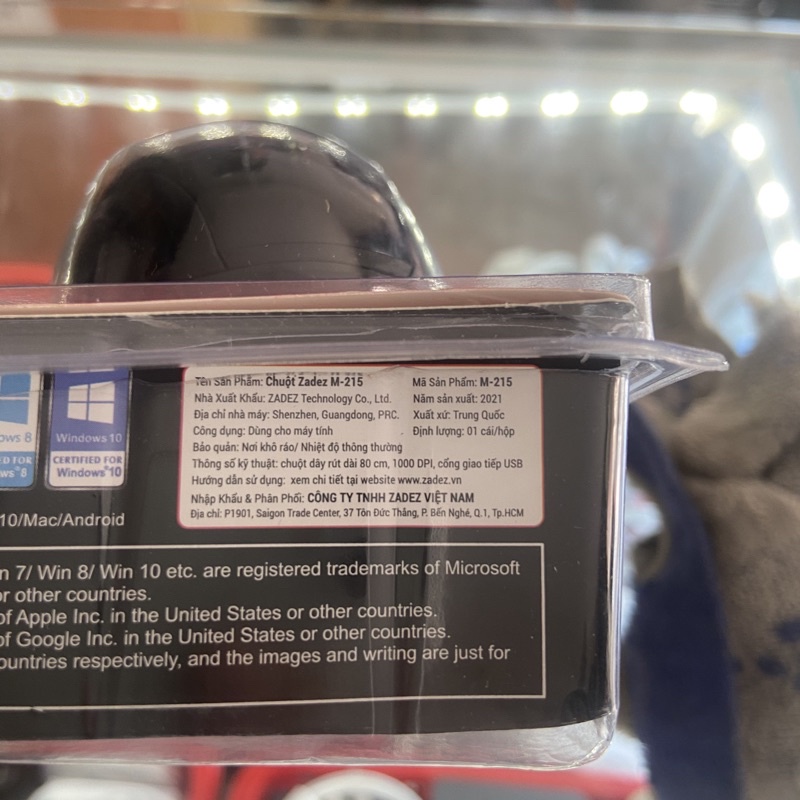 Windows 10
CERTIFIED FOR
Windows®10
10/Mac/Android
Tên Sản Phẩm: Chuột Zadez M-215
Mã Sản Phẩm: M-215
Nhà Xuất Khẩu: ZADEZ Technology Co., Ltd.
Năm sản xuất: 2021
Địa chỉ nhà máy: Shenzhen, Guangdong, PRC.
Xuất xứ: Trung Quốc
Công dụng: Dùng cho máy tính
Định lượng: 01 cái/hộp
Bảo quản: Nơi khô ráo/ Nhiệt độ thông thường
Thông số kỹ thuật: chuột dây rút dài 80 cm, 1000 DPI, cổng giao tiếp USB
Hướng dẫn sử dụng: xem chi tiết tại website www.zadez.vn
Nhập Khẩu & Phân Phối: CÔNG TY TNHH ZADEZ VIỆT NAM
Địa chỉ: P1901, Saigon Trade Center, 37 Tôn Đức Thắng, P. Bến Nghé, Q.1, Tp.HCM
n 7/ Win 8/ Win 10 etc. are registered trademarks of Microsoft
or other countries.
of Apple Inc. in the United States or other countries.
of Google Inc. in the United States or other countries.
ountries respectively, and the images and writing are just for